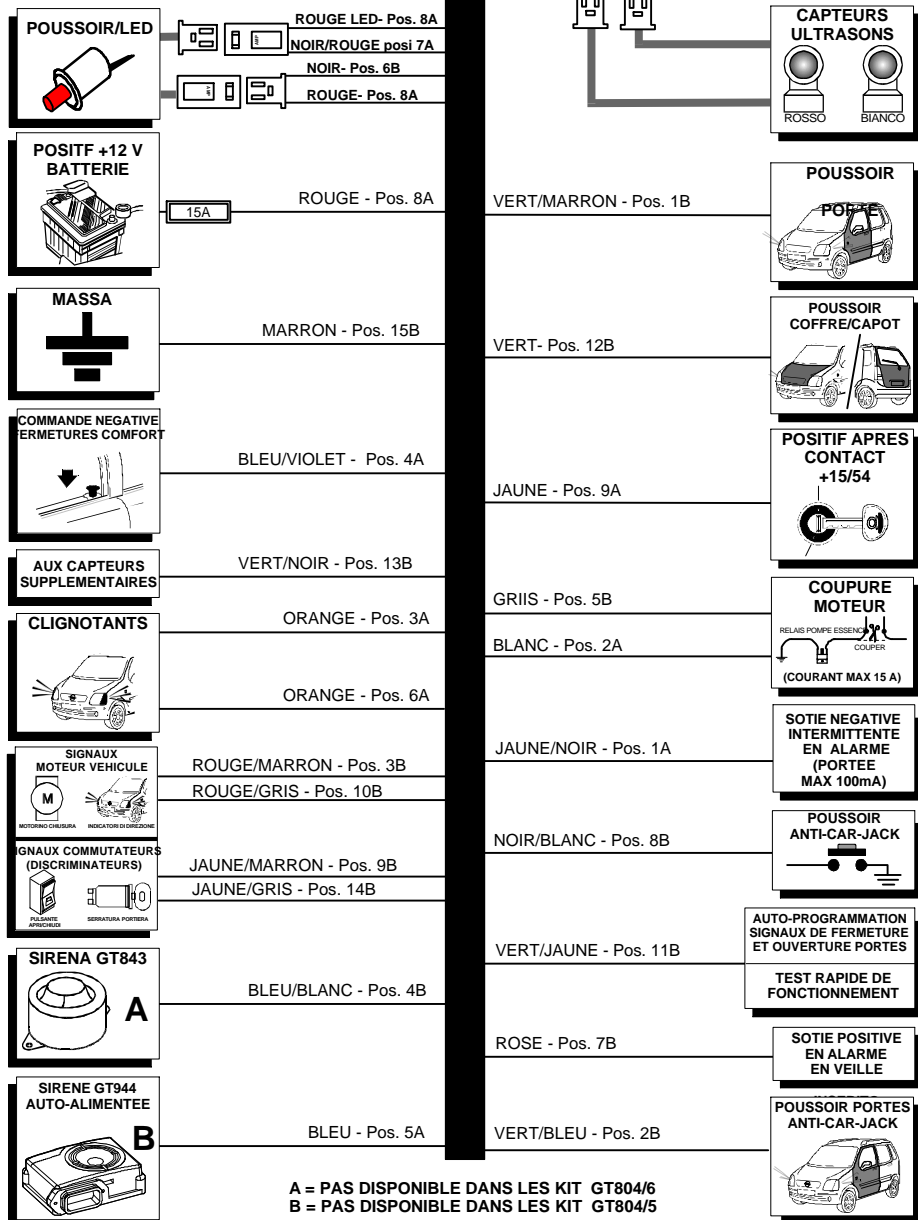 POUSSOIR/LED
ROUGE LED- Pos. 8A
NOIR/ROUGE posi 7A
NOIR- Pos. 6B
ROUGE- Pos. 8A
AMP
AMP
POSITF +12 V
BATTERIE
15A
ROUGE - Pos. 8A
MASSA
MARRON - Pos. 15B
COMMANDE NEGATIVE
FERMETURES COMFORT
BLEU/VIOLET - Pos. 4A
AUX CAPTEURS
SUPPLEMENTAIRES
VERT/NOIR - Pos. 13B
CLIGNOTANTS
ORANGE - Pos. 3A
ORANGE - Pos. 6A
SIGNAUX
MOTEUR VEHICULE
M
MOTORINO CHIUSURA
INDICATORI DI DIREZIONE
ROUGE/MARRON - Pos. 3B
ROUGE/GRIS - Pos. 10B
IGNAUX COMMUTATEURS
(DISCRIMINATEURS)
PULSANTE
APRI/CHIUDI
SERRATURA PORTIERA
JAUNE/MARRON - Pos. 9B
JAUNE/GRIS - Pos. 14B
SIRENA GT843
A
BLEU/BLANC - Pos. 4B
SIRENE GT944
AUTO-ALIMENTEE
B
BLEU - Pos. 5A
CAPTEURS
ULTRASONS
ROSSO
BIANCO
POUSSOIR
PORTE
VERT/MARRON - Pos. 1B
POUSSOIR
COFFRE/CAPOT
VERT- Pos. 12B
POSITIF APRES
CONTACT
+15/54
JAUNE - Pos. 9A
COUPURE
MOTEUR
RELAIS POMPE ESSENCE
COUPER
(COURANT MAX 15 A)
GRIIS - Pos. 5B
BLANC - Pos. 2A
SOTIE NEGATIVE
INTERMITTENTE
EN ALARME
(PORTEE
MAX 100mA)
JAUNE/NOIR - Pos. 1A
POUSSOIR
ANTI-CAR-JACK
NOIR/BLANC - Pos. 8B
AUTO-PROGRAMMATION
SIGNAUX DE FERMETURE
ET OUVERTURE PORTES
TEST RAPIDE DE
FONCTIONNEMENT
VERT/JAUNE - Pos. 11B
SOTIE POSITIVE
EN ALARME
EN VEILLE
ROSE - Pos. 7B
POUSSOIR PORTES
ANTI-CAR-JACK
VERT/BLEU - Pos. 2B
A = PAS DISPONIBLE DANS LES KIT GT804/6
B = PAS DISPONIBLE DANS LES KIT GT804/5